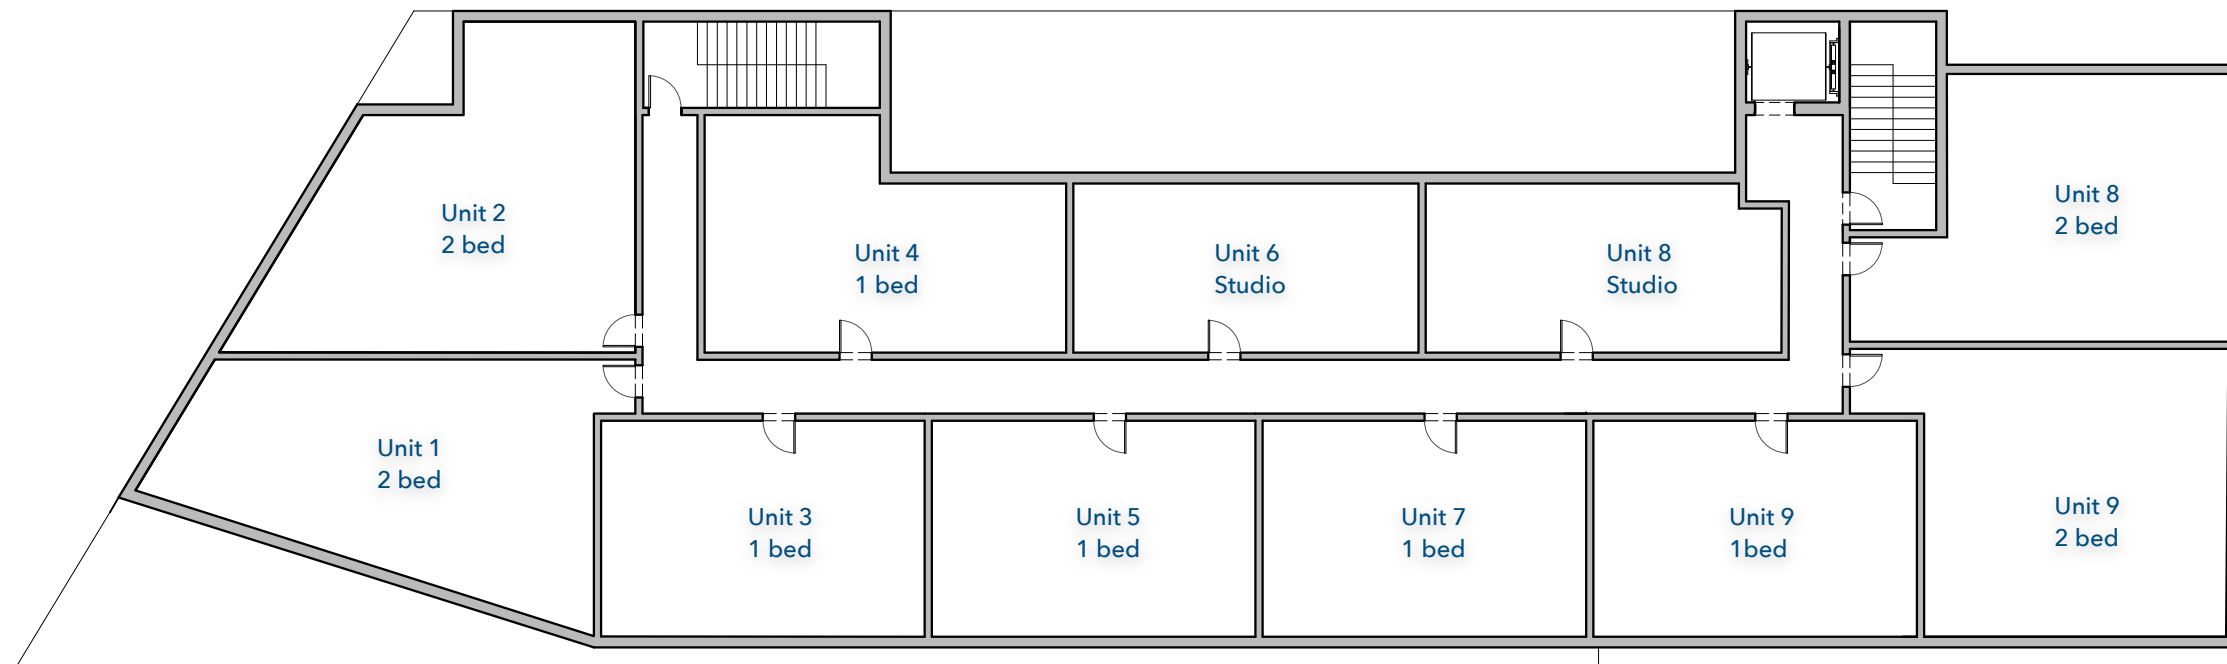 Unit 2
2 bed
Unit 4
1 bed
Unit 6
Studio
Unit 8
Studio
Unit 8
2 bed
Unit 1
2 bed
Unit 3
1 bed
Unit 5
1 bed
Unit 7
1 bed
Unit 9
1bed
Unit 9
2 bed